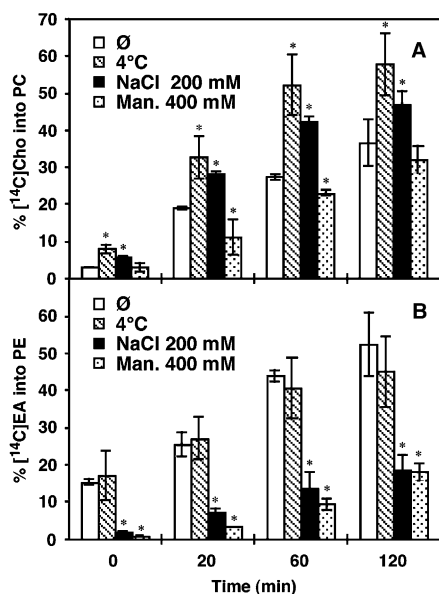 % [14C]Cho into PC
70
60
50
40
30
20
10
0
A
Ø
4°C
NaCl 200 mM
Man. 400 mM
* * * * * * * * * *
% [14C]EA into PE
60
50
40
30
20
10
0
B
Ø
4°C
NaCl 200 mM
Man. 400 mM
* * * * * * * *
0 20 60 120
Time (min)